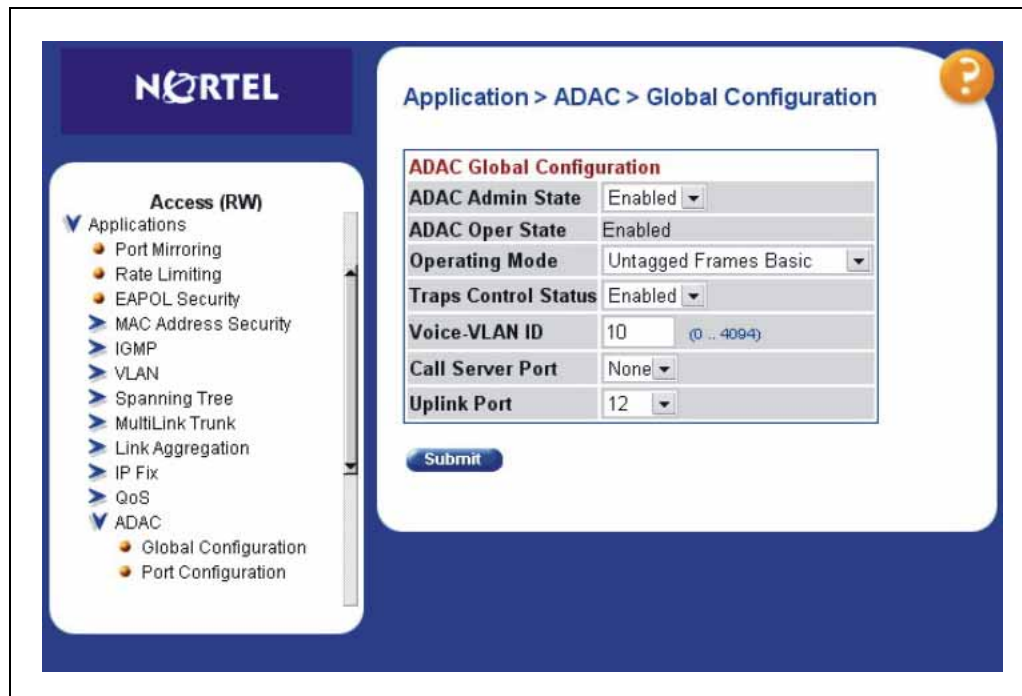 NORTEL
Access (RW)
Applications
Port Mirroring
Rate Limiting
EAPOL Security
MAC Address Security
IGMP
VLAN
Spanning Tree
MultiLink Trunk
Link Aggregation
IP Fix
QoS
ADAC
Global Configuration
Port Configuration
Application > ADAC > Global Configuration
?
ADAC Global Configuration
ADAC Admin State Enabled
ADAC Oper State Enabled
Operating Mode Untagged Frames Basic
Traps Control Status Enabled
Voice-VLAN ID 10 (0 .. 4094)
Call Server Port None
Uplink Port 12
Submit